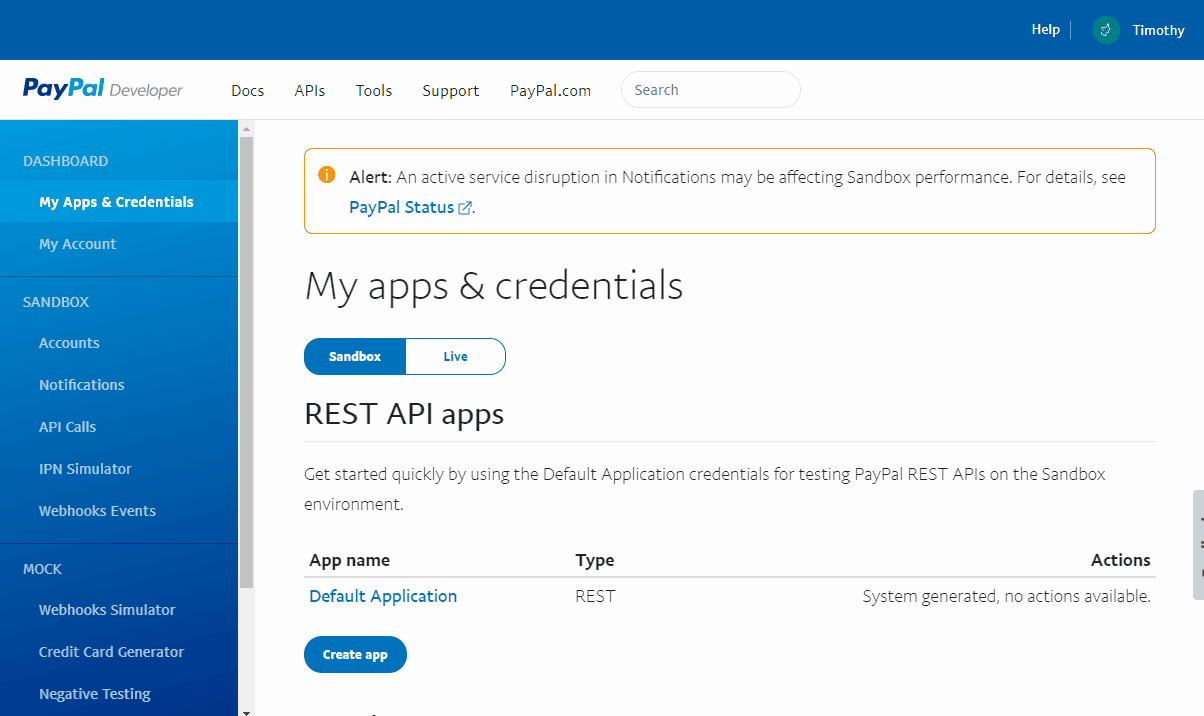 Help
Timothy
PayPal Developer
Docs
APIs
Tools
Support
PayPal.com
Search
DASHBOARD
My Apps & Credentials
My Account
SANDBOX
Accounts
Notifications
API Calls
IPN Simulator
Webhooks Events
MOCK
Webhooks Simulator
Credit Card Generator
Negative Testing
Alert: An active service disruption in Notifications may be affecting Sandbox performance. For details, see
PayPal Status.
My apps & credentials
Sandbox
Live
REST API apps
Get started quickly by using the Default Application credentials for testing PayPal REST APIs on the Sandbox
environment.
App name Type Actions
Default Application REST System generated, no actions available.
Create app